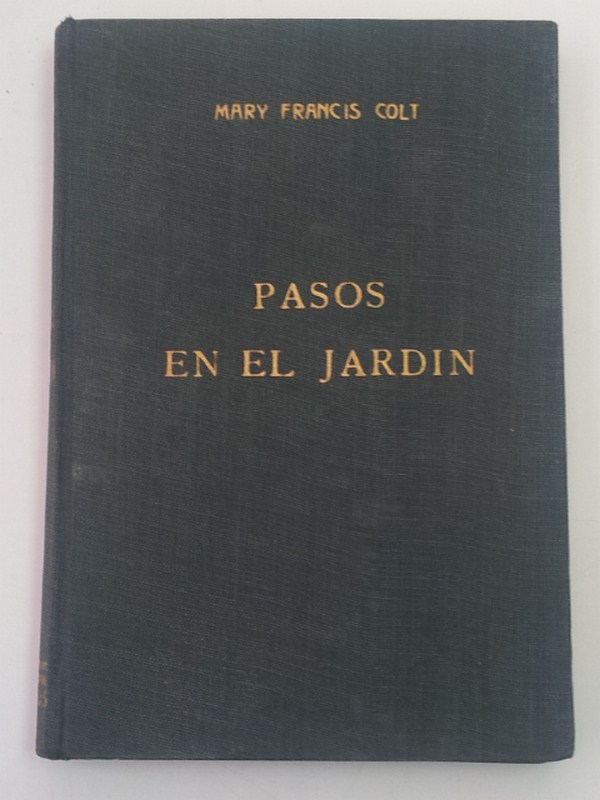 MARY FRANCIS COLT
PASOS
EN EL JARDIN